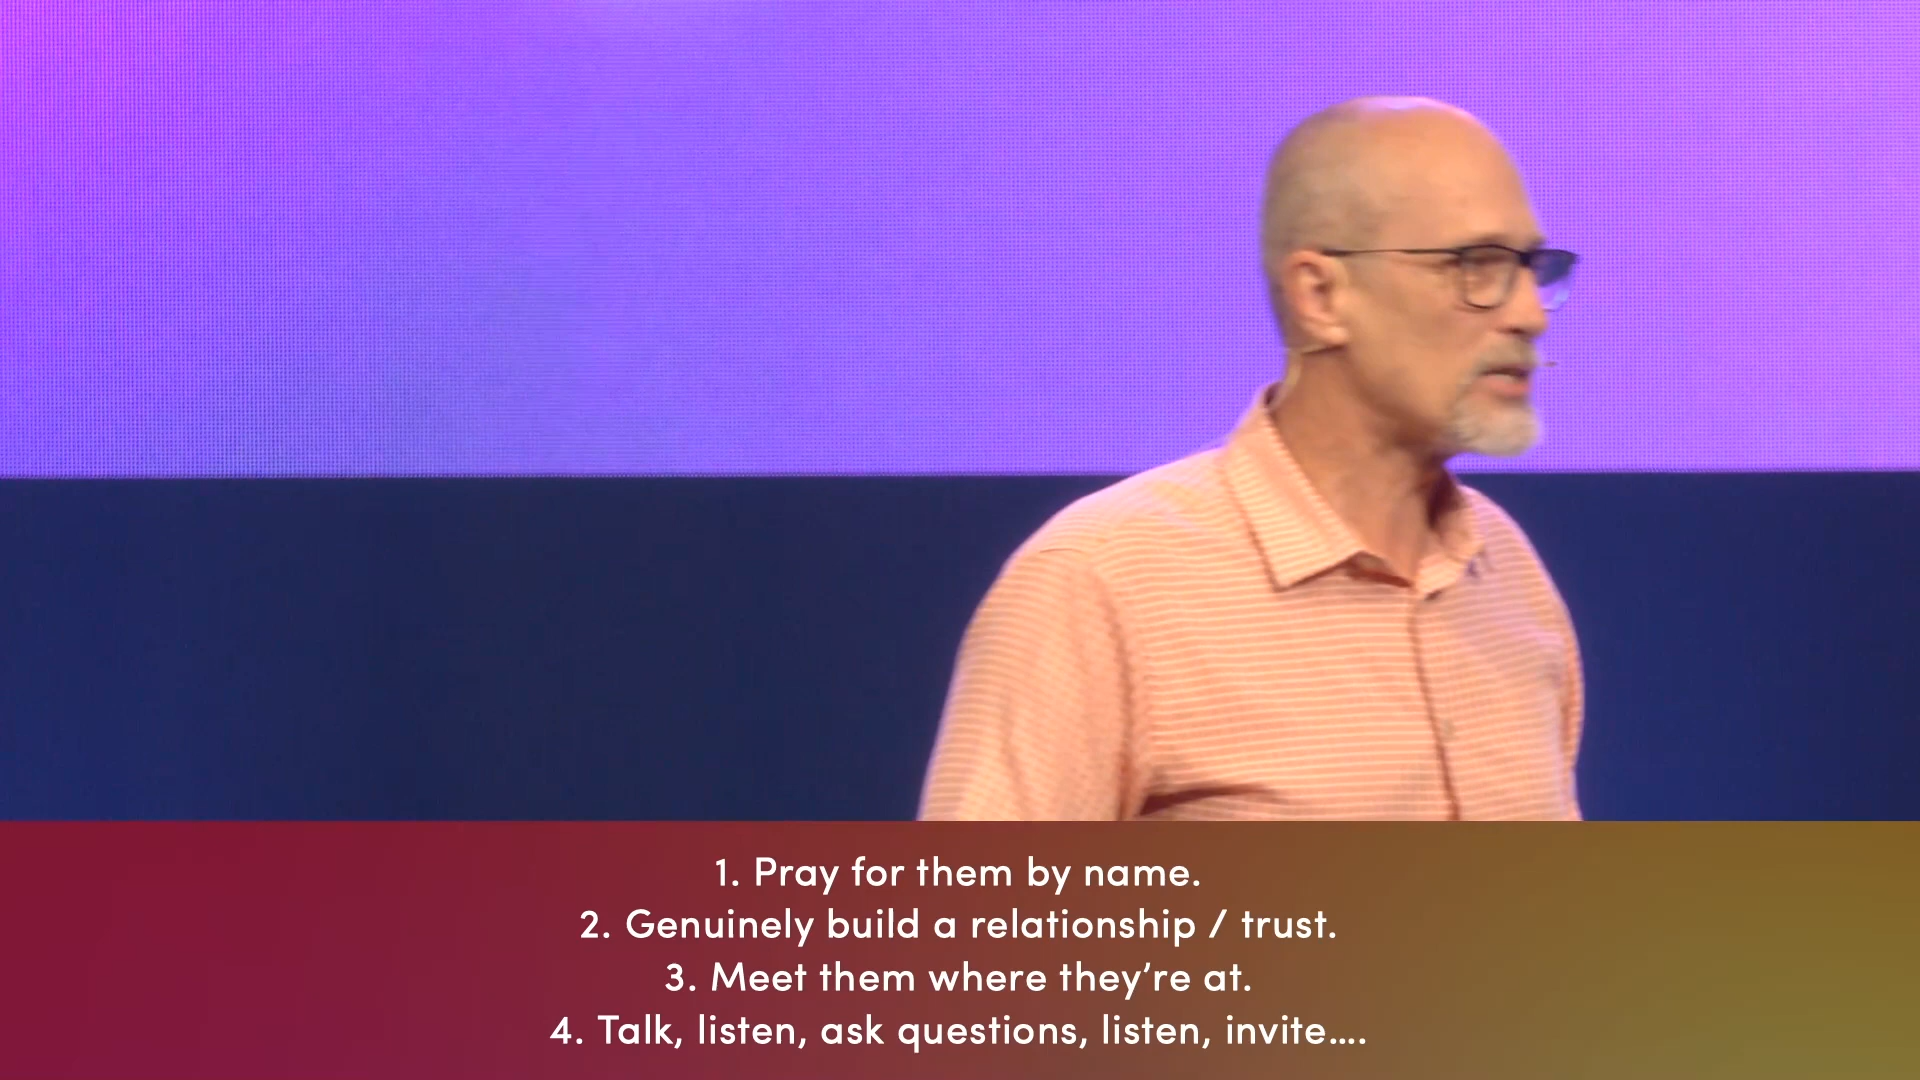 1. Pray for them by name.
2. Genuinely build a relationship / trust.
3. Meet them where they’re at.
4. Talk, listen, ask questions, listen, invite....